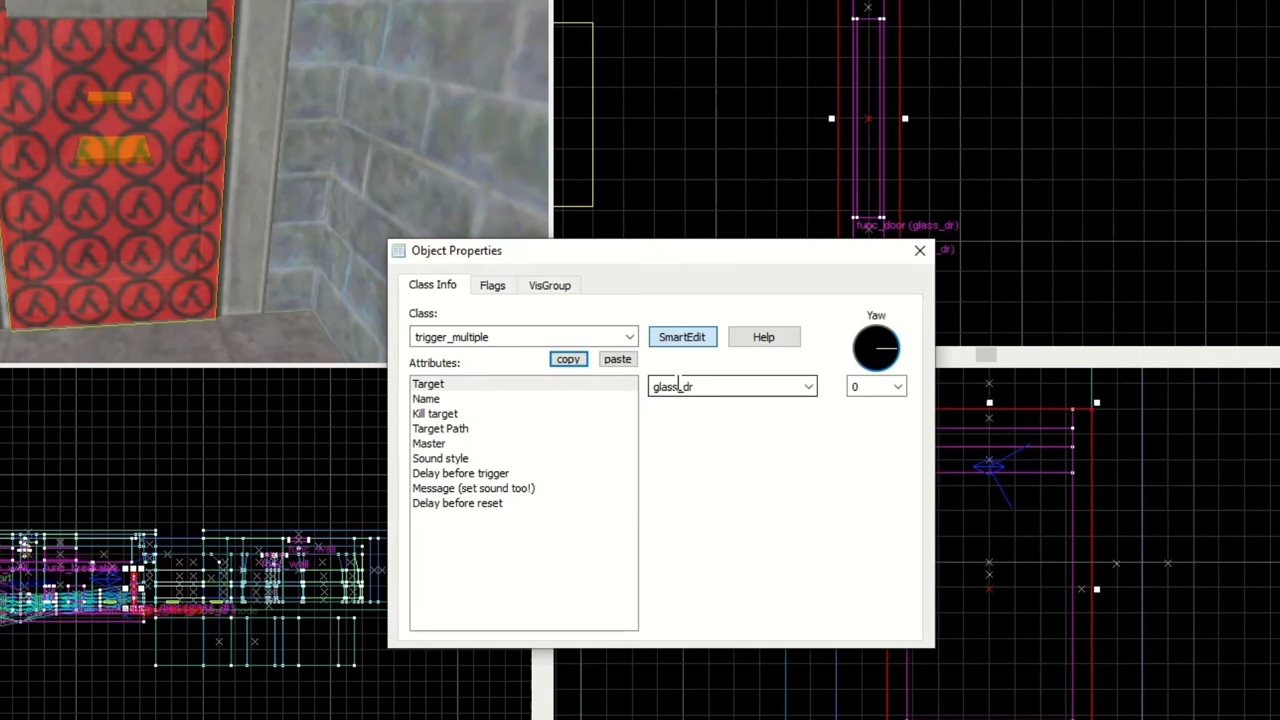 func_door (glass_dr)
_dr)
Object Properties
Class Info
Flags
VisGroup
Class:
trigger_multiple
SmartEdit
Help
Yaw
Attributes:
copy
paste
Target
glass_dr
0
Name
Kill target
Target Path
Master
Sound style
Delay before trigger
Message (set sound too!)
Delay before reset